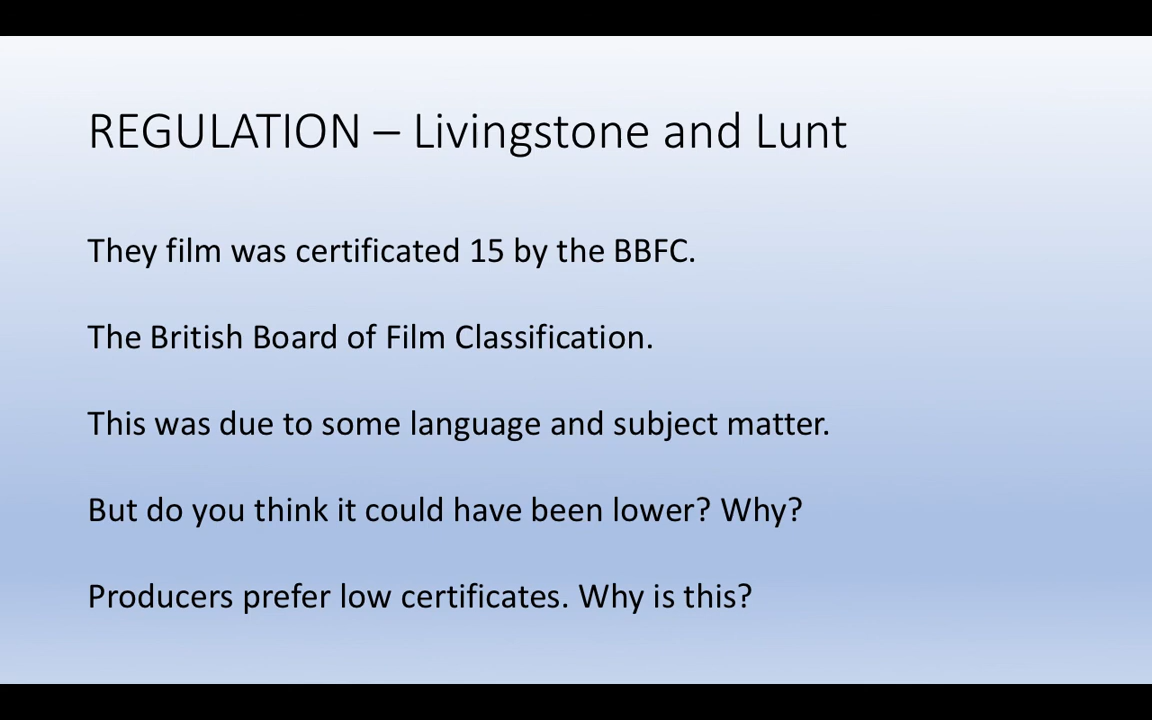 REGULATION – Livingstone and Lunt
They film was certificated 15 by the BBFC.
The British Board of Film Classification.
This was due to some language and subject matter.
But do you think it could have been lower? Why?
Producers prefer low certificates. Why is this?